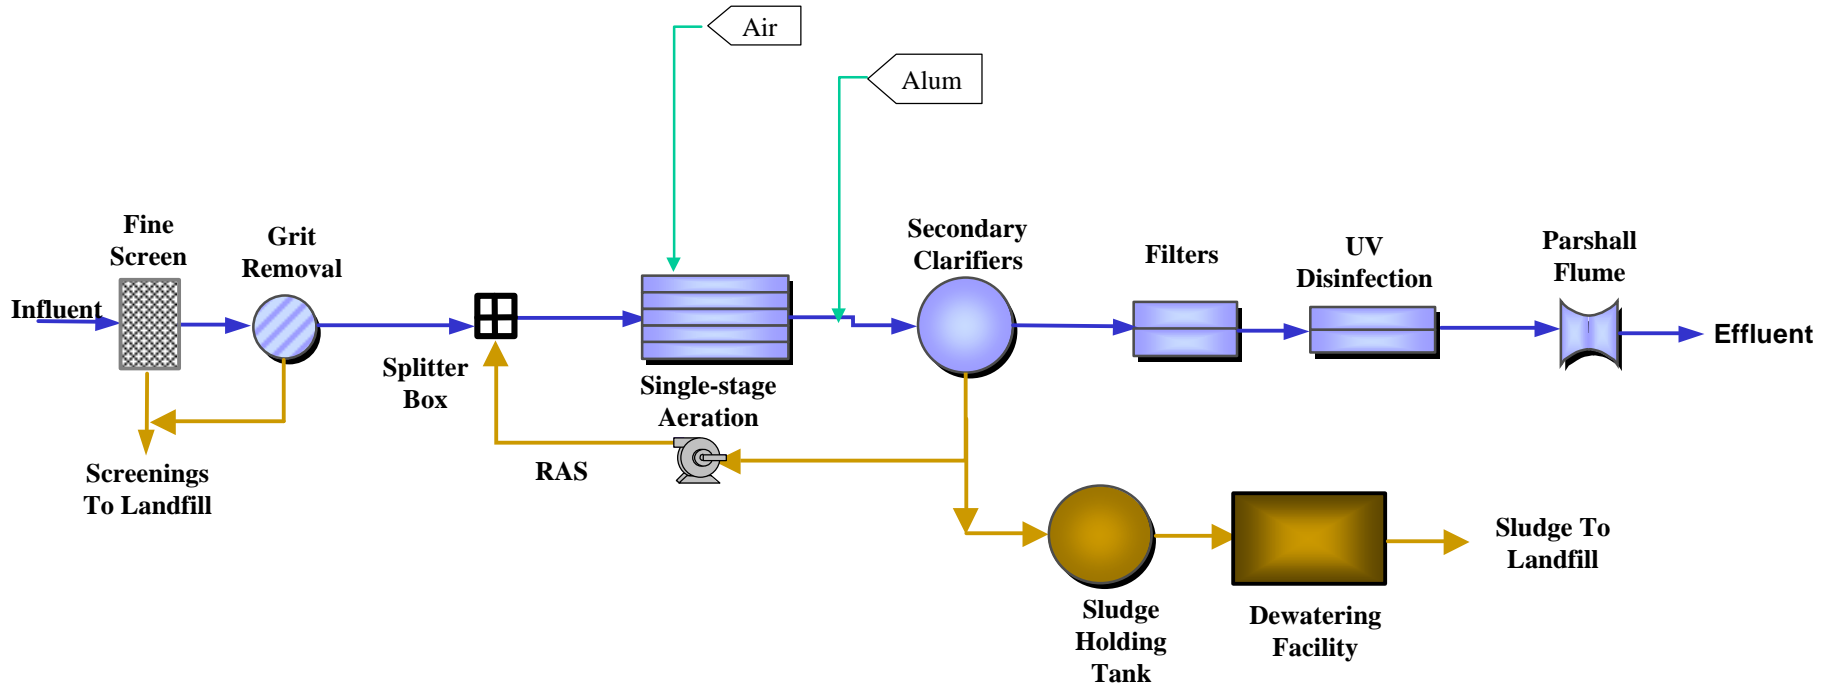 Air
Alum
Fine
Screen
Grit
Removal
Secondary
Clarifiers
Filters
UV
Disinfection
Parshall
Flume
Influent
Effluent
Splitter
Box
Single-stage
Aeration
RAS
Screenings
To Landfill
Sludge To
Landfill
Sludge
Holding
Tank
Dewatering
Facility